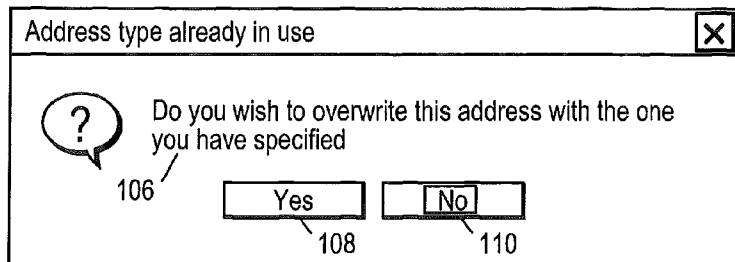 Address type already in use
?
Do you wish to overwrite this address with the one
you have specified
106
Yes No
108 110